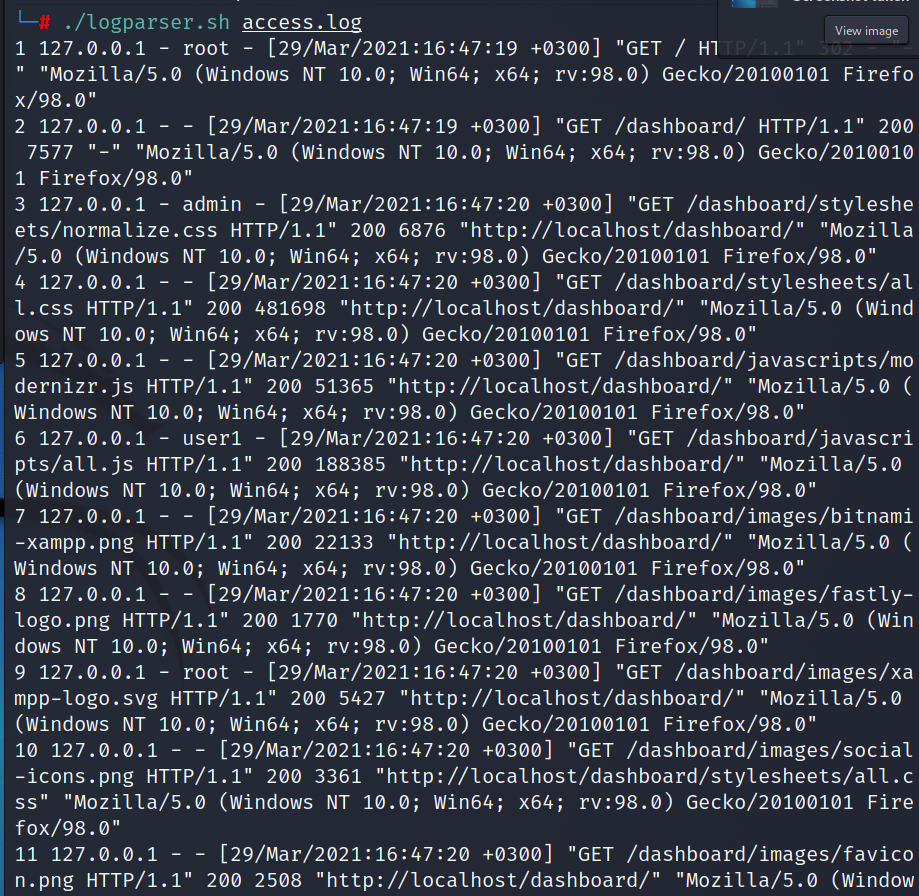 Screenshot taken
View image
└─# ./logparser.sh access.log
1 127.0.0.1 - root - [29/Mar/2021:16:47:19 +0300] "GET / HTTP/1.1" 302 - "-
" "Mozilla/5.0 (Windows NT 10.0; Win64; x64; rv:98.0) Gecko/20100101 Firefo
x/98.0"
2 127.0.0.1 - - [29/Mar/2021:16:47:19 +0300] "GET /dashboard/ HTTP/1.1" 200
 7577 "-" "Mozilla/5.0 (Windows NT 10.0; Win64; x64; rv:98.0) Gecko/2010010
1 Firefox/98.0"
3 127.0.0.1 - admin - [29/Mar/2021:16:47:20 +0300] "GET /dashboard/styleshe
ets/normalize.css HTTP/1.1" 200 6876 "http://localhost/dashboard/" "Mozilla
/5.0 (Windows NT 10.0; Win64; x64; rv:98.0) Gecko/20100101 Firefox/98.0"
4 127.0.0.1 - - [29/Mar/2021:16:47:20 +0300] "GET /dashboard/stylesheets/al
l.css HTTP/1.1" 200 481698 "http://localhost/dashboard/" "Mozilla/5.0 (Wind
ows NT 10.0; Win64; x64; rv:98.0) Gecko/20100101 Firefox/98.0"
5 127.0.0.1 - - [29/Mar/2021:16:47:20 +0300] "GET /dashboard/javascripts/mo
dernizr.js HTTP/1.1" 200 51365 "http://localhost/dashboard/" "Mozilla/5.0 (
Windows NT 10.0; Win64; x64; rv:98.0) Gecko/20100101 Firefox/98.0"
6 127.0.0.1 - user1 - [29/Mar/2021:16:47:20 +0300] "GET /dashboard/javascri
pts/all.js HTTP/1.1" 200 188385 "http://localhost/dashboard/" "Mozilla/5.0
(Windows NT 10.0; Win64; x64; rv:98.0) Gecko/20100101 Firefox/98.0"
7 127.0.0.1 - - [29/Mar/2021:16:47:20 +0300] "GET /dashboard/images/bitnami
-xampp.png HTTP/1.1" 200 22133 "http://localhost/dashboard/" "Mozilla/5.0 (
Windows NT 10.0; Win64; x64; rv:98.0) Gecko/20100101 Firefox/98.0"
8 127.0.0.1 - - [29/Mar/2021:16:47:20 +0300] "GET /dashboard/images/fastly-
logo.png HTTP/1.1" 200 1770 "http://localhost/dashboard/" "Mozilla/5.0 (Win
dows NT 10.0; Win64; x64; rv:98.0) Gecko/20100101 Firefox/98.0"
9 127.0.0.1 - root - [29/Mar/2021:16:47:20 +0300] "GET /dashboard/images/xa
mpp-logo.svg HTTP/1.1" 200 5427 "http://localhost/dashboard/" "Mozilla/5.0
(Windows NT 10.0; Win64; x64; rv:98.0) Gecko/20100101 Firefox/98.0"
10 127.0.0.1 - - [29/Mar/2021:16:47:20 +0300] "GET /dashboard/images/social
-icons.png HTTP/1.1" 200 3361 "http://localhost/dashboard/stylesheets/all.c
ss" "Mozilla/5.0 (Windows NT 10.0; Win64; x64; rv:98.0) Gecko/20100101 Fire
fox/98.0"
11 127.0.0.1 - - [29/Mar/2021:16:47:20 +0300] "GET /dashboard/images/favico
n.png HTTP/1.1" 200 2508 "http://localhost/dashboard/" "Mozilla/5.0 (Window